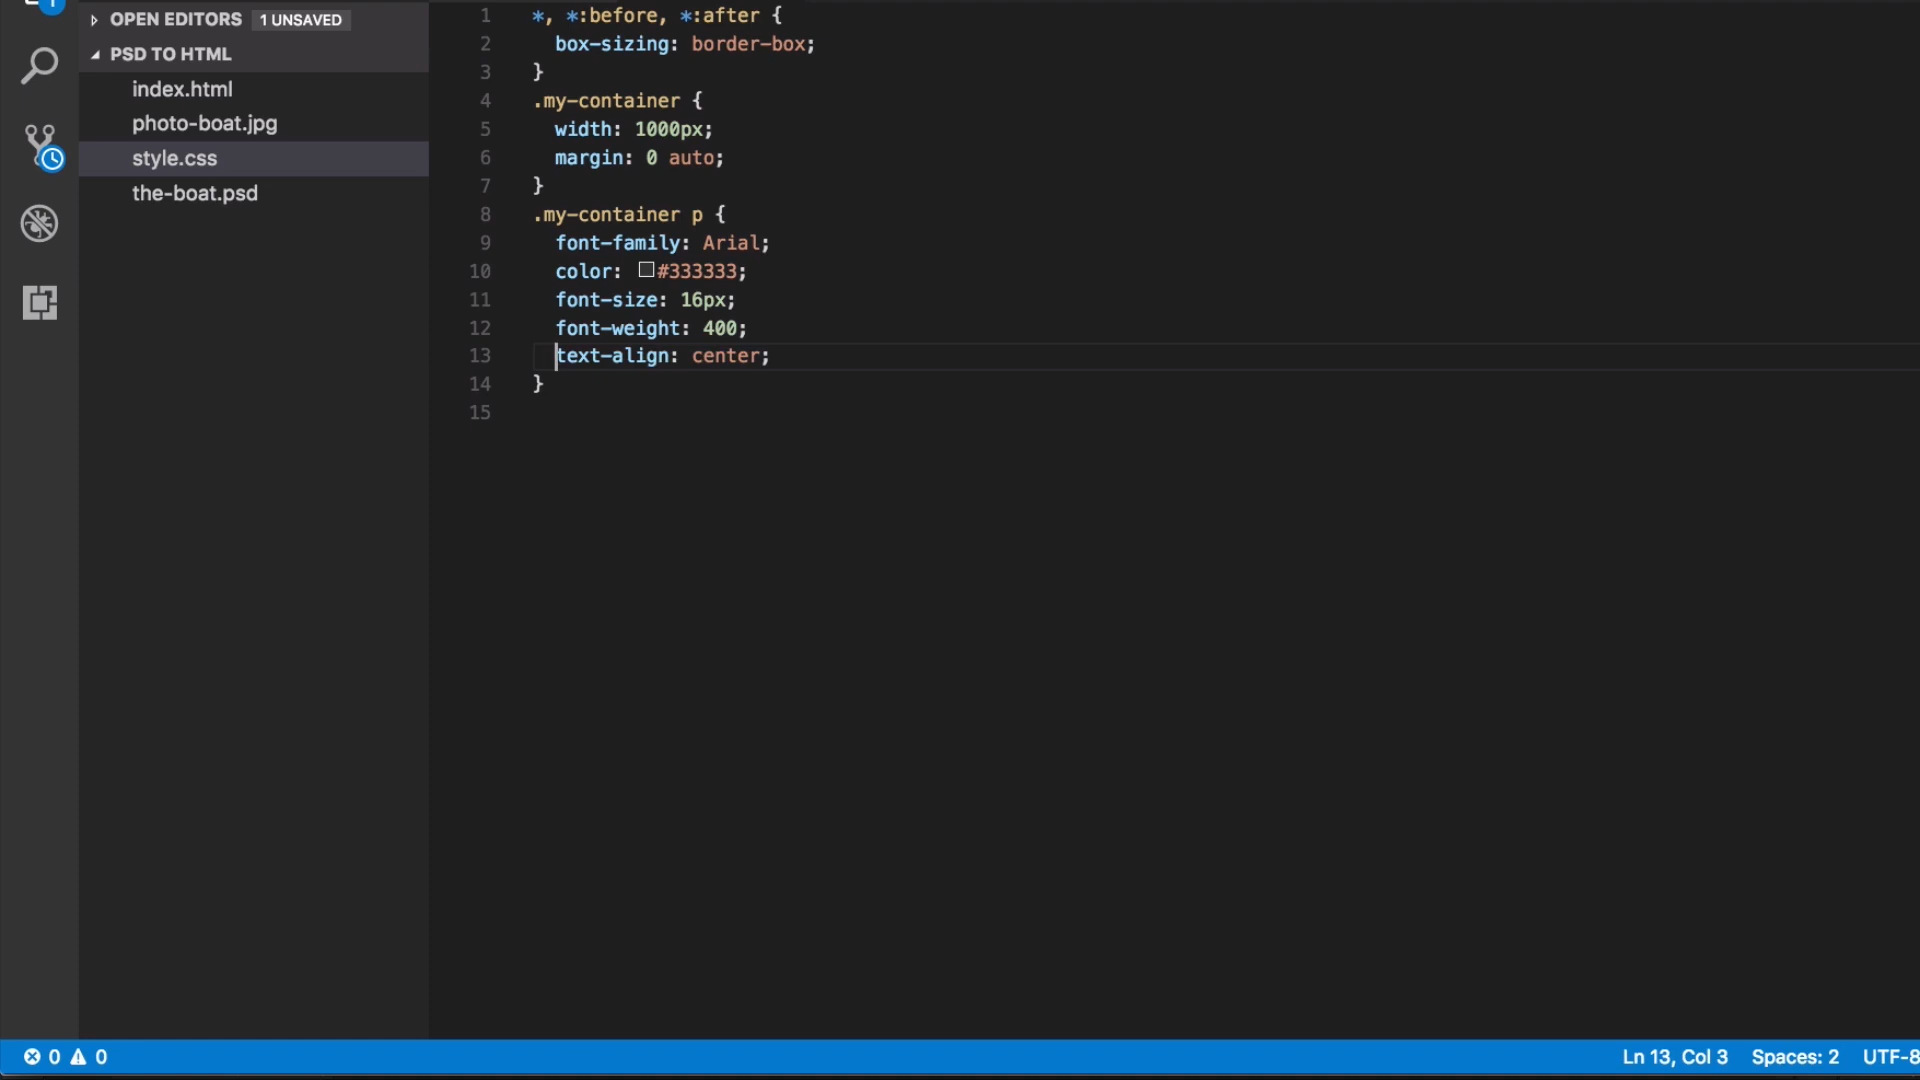 1
OPEN EDITORS 1 UNSAVED
PSD TO HTML
index.html
photo-boat.jpg
style.css
the-boat.psd
1 *, *:before, *:after {
2   box-sizing: border-box;
3 }
4 .my-container {
5   width: 1000px;
6   margin: 0 auto;
7 }
8 .my-container p {
9   font-family: Arial;
10   color: #333333;
11   font-size: 16px;
12   font-weight: 400;
13   text-align: center;
14 }
15
0 0 Ln 13, Col 3 Spaces: 2 UTF-8